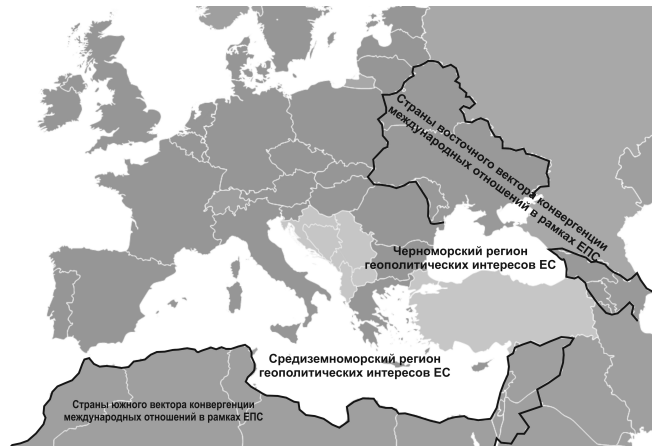 Страны восточного вектора конвергенции
международных отношений в рамках ЕПС
Черноморский регион
геополитических интересов ЕС
Средиземноморский регион
геополитических интересов ЕС
Страны южного вектора конвергенции
международных отношений в рамках ЕПС